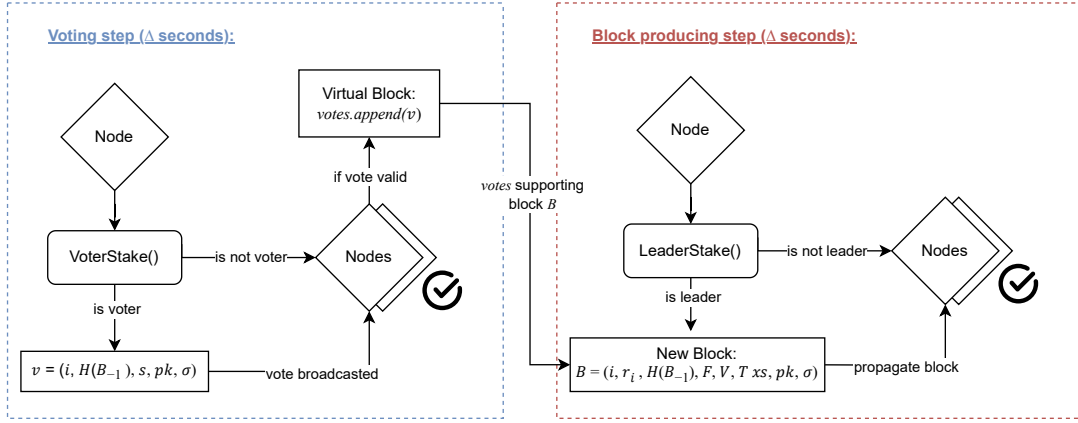 Voting step (Δ seconds):
Node
VoterStake()
is not voter
is voter
v = (i, H(B₋₁), s, pk, σ)
vote broadcasted
Nodes
if vote valid
Virtual Block:
votes.append(v)
votes supporting
block B
Block producing step (Δ seconds):
Node
LeaderStake()
is not leader
is leader
New Block:
B = (i, rᵢ, H(B₋₁), F, V, T xs, pk, σ)
propagate block
Nodes